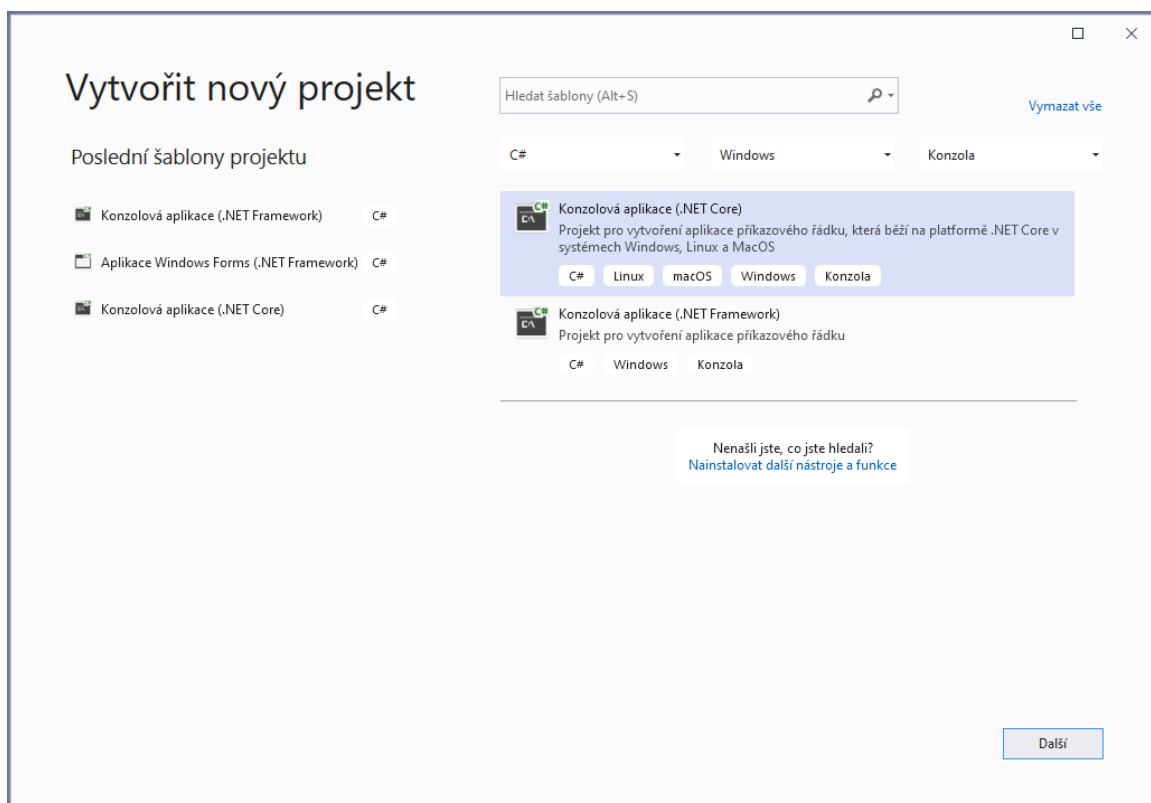 Vytvořit nový projekt
Poslední šablony projektu
Konzolová aplikace (.NET Framework) C#
Aplikace Windows Forms (.NET Framework) C#
Konzolová aplikace (.NET Core) C#
Hledat šablony (Alt+S)
Vymazat vše
C# Windows Konzola
C# C:\
Konzolová aplikace (.NET Core)
Projekt pro vytvoření aplikace příkazového řádku, která běží na platformě .NET Core v
systémech Windows, Linux a MacOS
C# Linux macOS Windows Konzola
C# C:\
Konzolová aplikace (.NET Framework)
Projekt pro vytvoření aplikace příkazového řádku
C# Windows Konzola
Nenašli jste, co jste hledali?
Nainstalovat další nástroje a funkce
Další